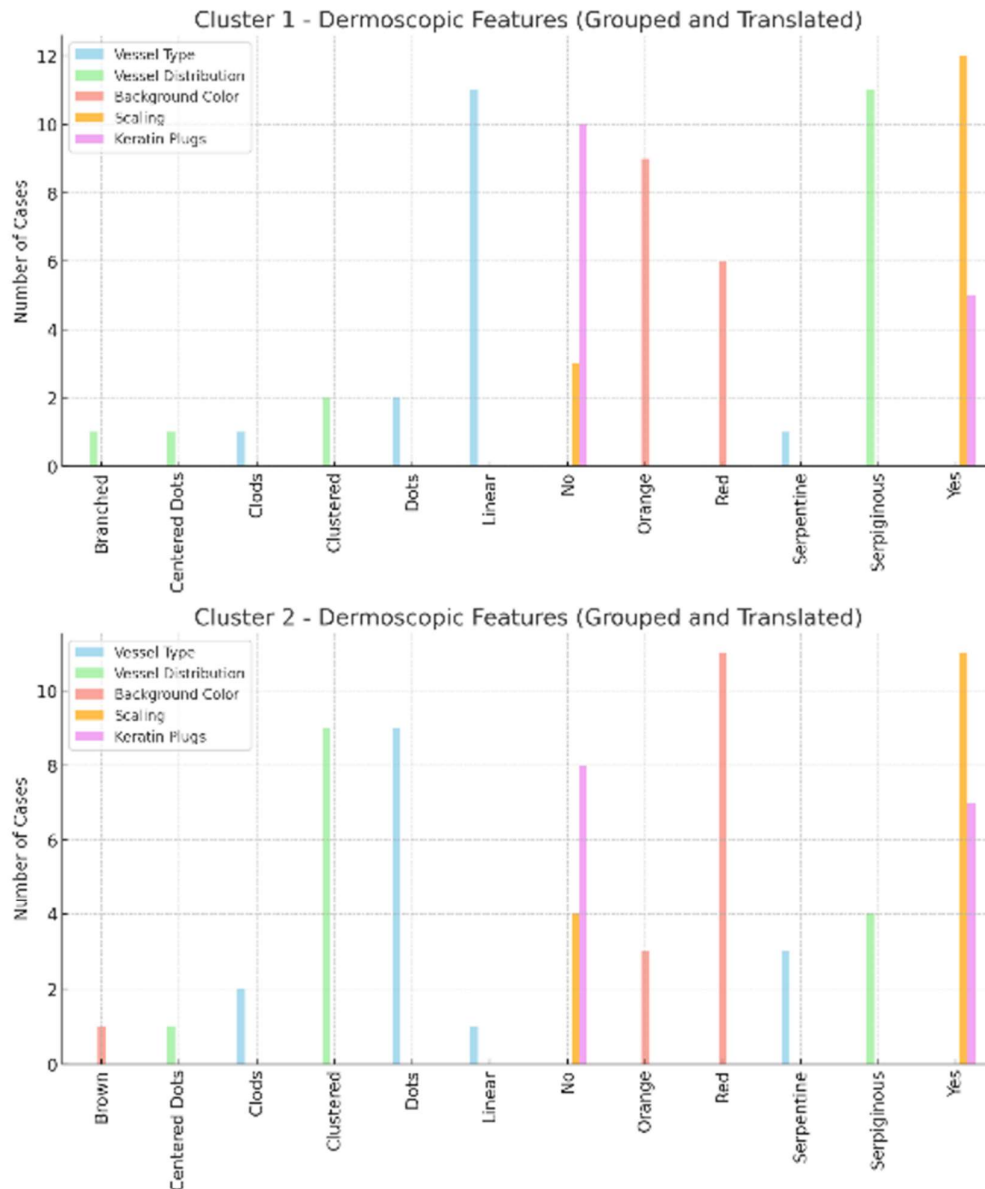 Cluster 1 - Dermoscopic Features (Grouped and Translated)
Vessel Type
Vessel Distribution
Background Color
Scaling
Keratin Plugs
Number of Cases
12
10
8
6
4
2
0
Branched
Centered Dots
Clods
Clustered
Dots
Linear
No
Orange
Red
Serpentine
Serpiginous
Yes
Cluster 2 - Dermoscopic Features (Grouped and Translated)
Vessel Type
Vessel Distribution
Background Color
Scaling
Keratin Plugs
Number of Cases
10
8
6
4
2
0
Brown
Centered Dots
Clods
Clustered
Dots
Linear
No
Orange
Red
Serpentine
Serpiginous
Yes